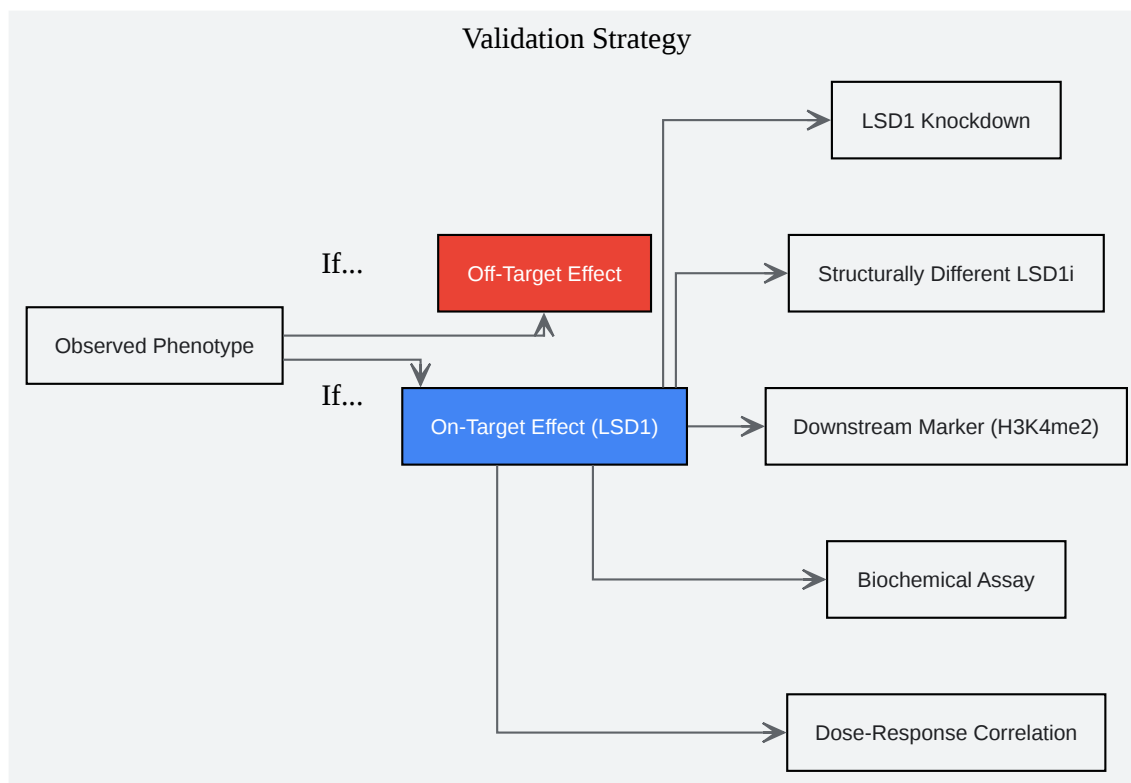 Validation Strategy
LSD1 Knockdown
If...
Off-Target Effect
Structurally Different LSD1i
Observed Phenotype
If...
On-Target Effect (LSD1)
Downstream Marker (H3K4me2)
Biochemical Assay
Dose-Response Correlation